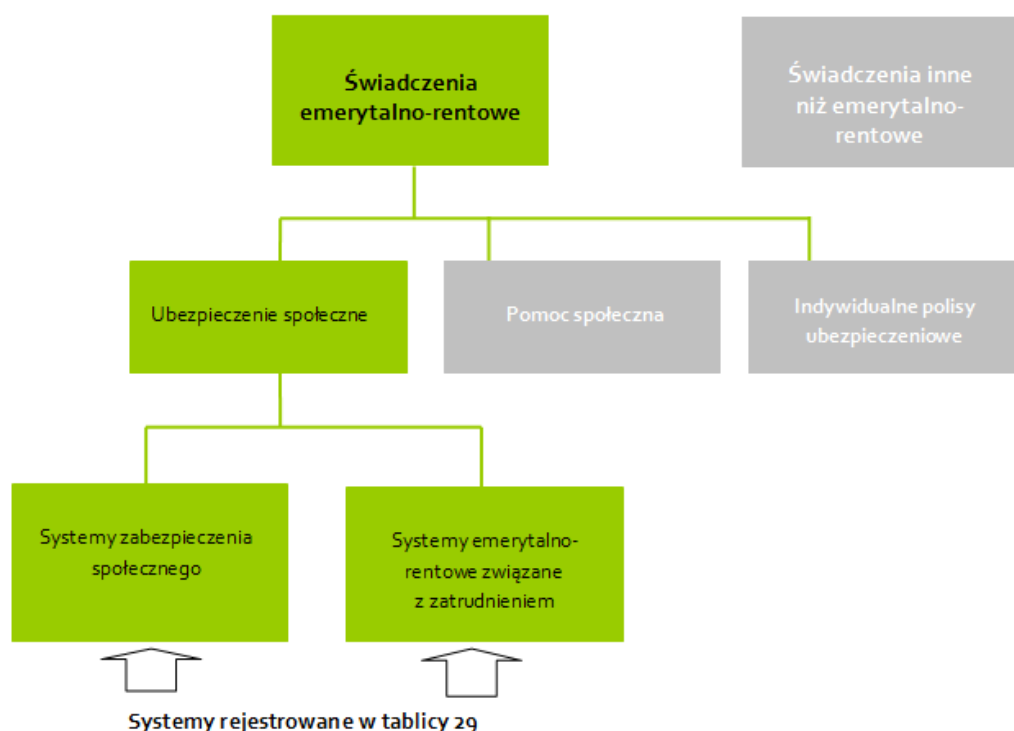 Świadczenia
emerytalno-rentowe
Świadczenia inne
niż emerytalno-
rentowe
Ubezpieczenie społeczne
Pomoc społeczna
Indywidualne polisy
ubezpieczeniowe
Systemy zabezpieczenia
społecznego
Systemy emerytalno-
rentowe związane
z zatrudnieniem
Systemy rejestrowane w tablicy 29